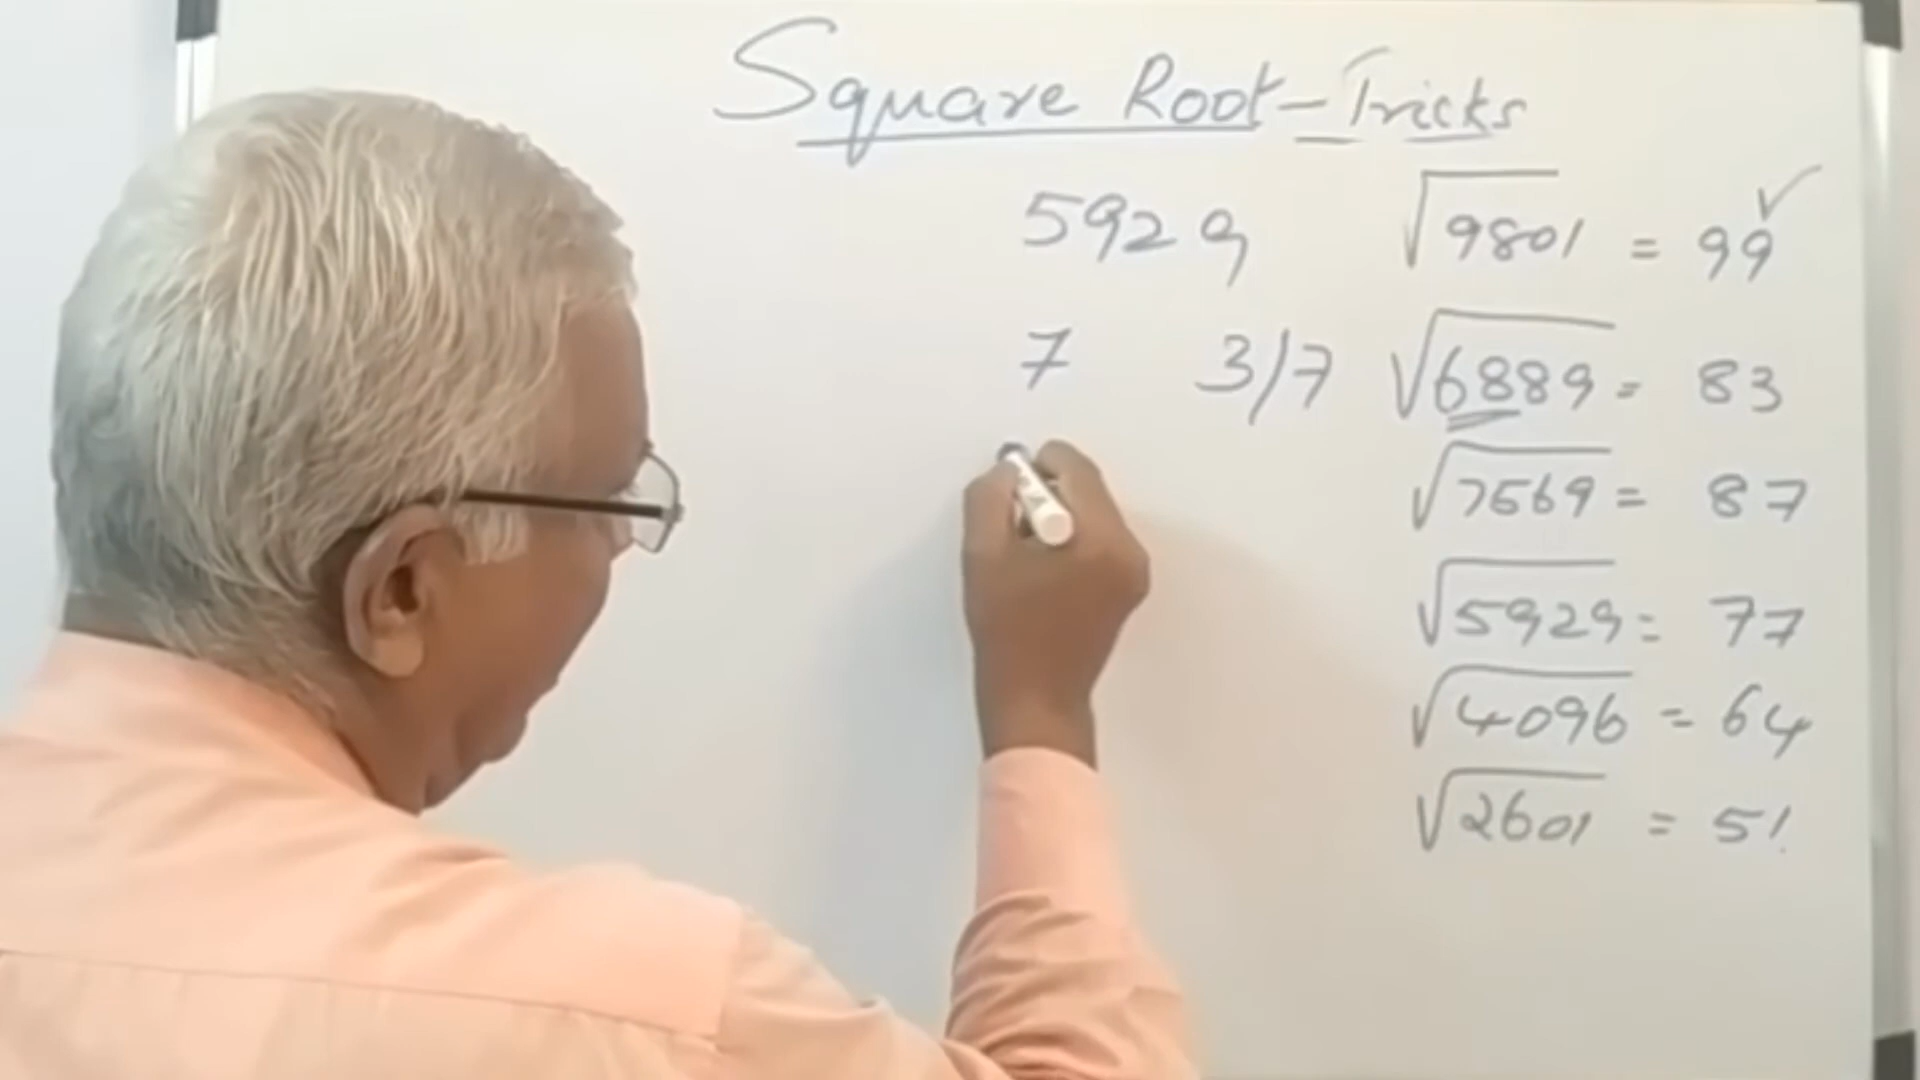 Square Root - Tricks
5929
7 3/7
√9801 = 99 ✓
√6889 = 83
√7569 = 87
√5929 = 77
√4096 = 64
√2601 = 51